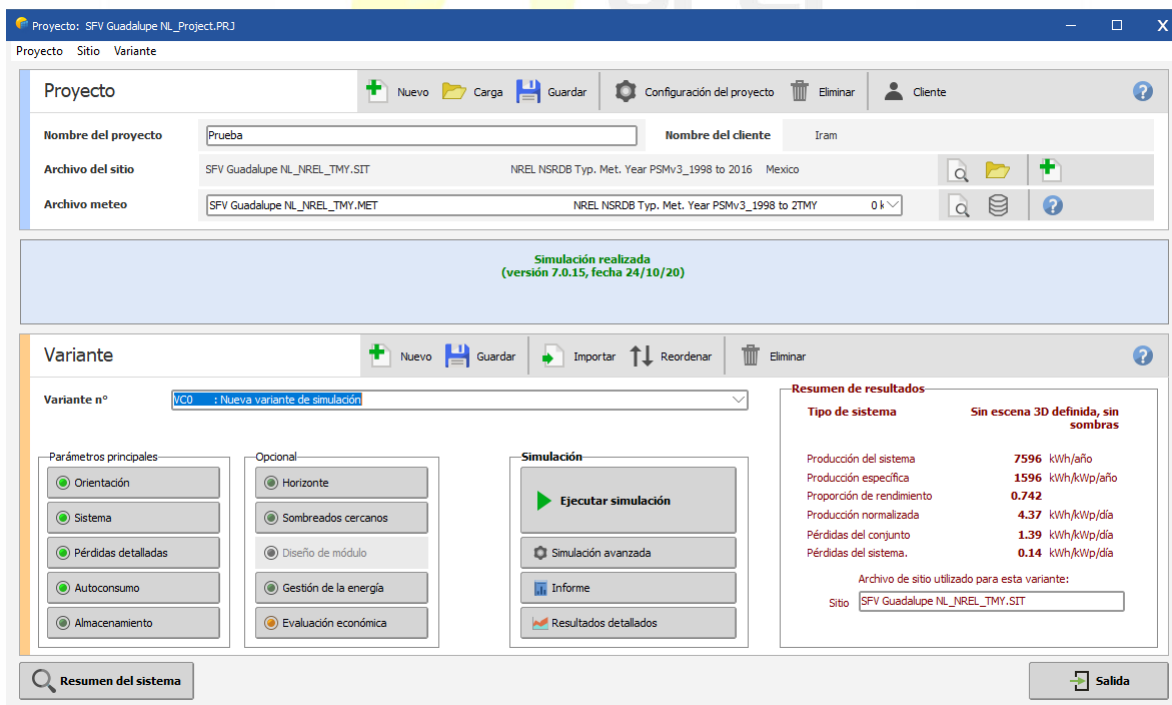 Proyecto: SFV Guadalupe NL_Project.PRJ
Proyecto Sitio Variante
Proyecto
Nuevo Carga Guardar Configuración del proyecto Eliminar Cliente
Nombre del proyecto Prueba Nombre del cliente Iram
Archivo del sitio SFV Guadalupe NL_NREL_TMY.SIT NREL NSRDB Typ. Met. Year PSMv3_1998 to 2016 Mexico
Archivo meteo SFV Guadalupe NL_NREL_TMY.MET NREL NSRDB Typ. Met. Year PSMv3_1998 to 2TMY 0 k
Simulación realizada
(versión 7.0.15, fecha 24/10/20)
Variante
Nuevo Guardar Importar Reordenar Eliminar
Variante nº VC0 : Nueva variante de simulación
Parámetros principales
Orientación
Sistema
Pérdidas detalladas
Autoconsumo
Almacenamiento
Opcional
Horizonte
Sombreados cercanos
Diseño de módulo
Gestión de la energía
Evaluación económica
Simulación
Ejecutar simulación
Simulación avanzada
Informe
Resultados detallados
Resumen de resultados
Tipo de sistema Sin escena 3D definida, sin
sombras
Producción del sistema 7596 kWh/año
Producción específica 1596 kWh/kWp/año
Proporción de rendimiento 0.742
Producción normalizada 4.37 kWh/kWp/día
Pérdidas del conjunto 1.39 kWh/kWp/día
Pérdidas del sistema. 0.14 kWh/kWp/día
Archivo de sitio utilizado para esta variante:
Sitio SFV Guadalupe NL_NREL_TMY.SIT
Resumen del sistema
Salida